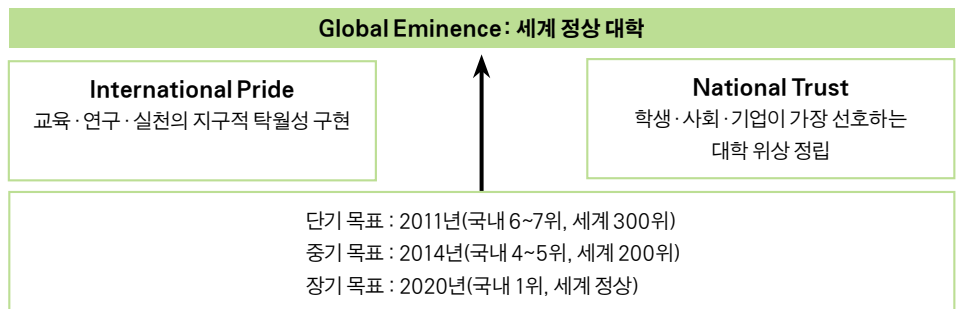 Global Eminence: 세계 정상 대학
International Pride
교육·연구·실천의 지구적 탁월성 구현
National Trust
학생·사회·기업이 가장 선호하는
대학 위상 정립
단기 목표 : 2011년(국내 6~7위, 세계 300위)
중기 목표 : 2014년(국내 4~5위, 세계 200위)
장기 목표 : 2020년(국내 1위, 세계 정상)